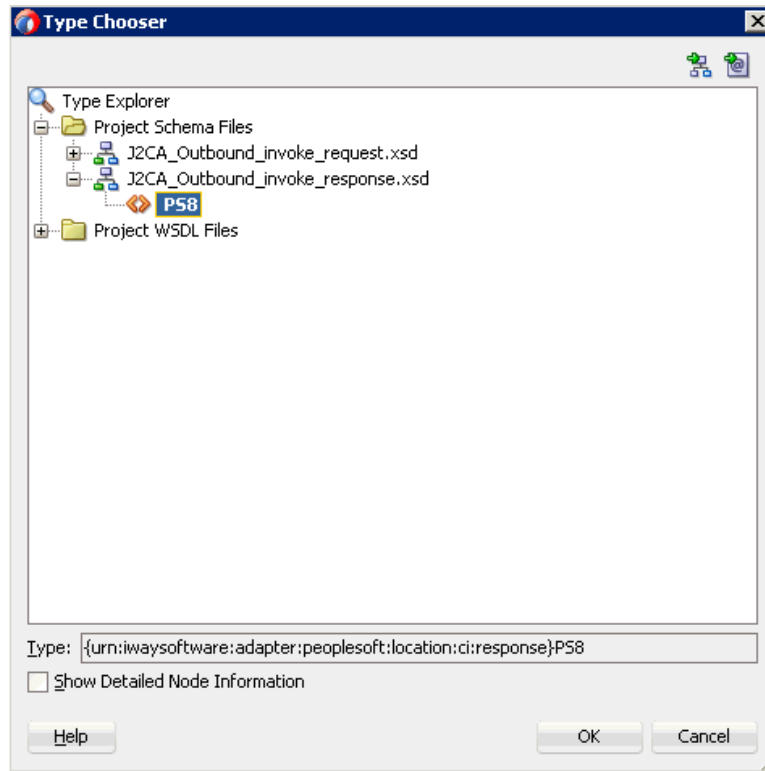 Type Chooser
Type Explorer
Project Schema Files
J2CA_Outbound_invoke_request.xsd
J2CA_Outbound_invoke_response.xsd
PS8
Project WSDL Files
Type: {urn:iwaysoftware:adapter:peoplesoft:location:ci:response}PS8
Show Detailed Node Information
Help OK Cancel